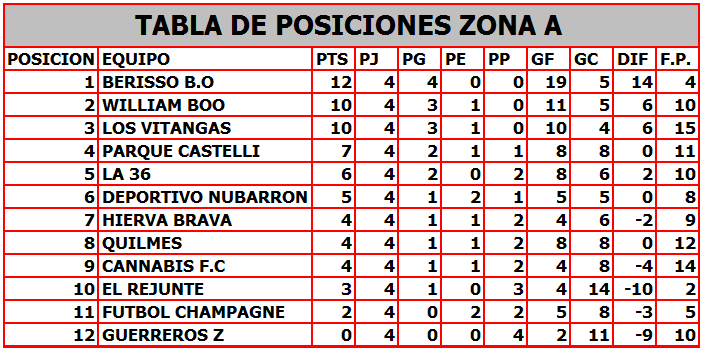 TABLA DE POSICIONES ZONA A
POSICION EQUIPO PTS PJ PG PE PP GF GC DIF F.P.
1 BERISSO B.O 12 4 4 0 0 19 5 14 4
2 WILLIAM BOO 10 4 3 1 0 11 5 6 10
3 LOS VITANGAS 10 4 3 1 0 10 4 6 15
4 PARQUE CASTELLI 7 4 2 1 1 8 8 0 11
5 LA 36 6 4 2 0 2 8 6 2 10
6 DEPORTIVO NUBARRON 5 4 1 2 1 5 5 0 8
7 HIERVA BRAVA 4 4 1 1 2 4 6 -2 9
8 QUILMES 4 4 1 1 2 8 8 0 12
9 CANNABIS F.C 4 4 1 1 2 4 8 -4 14
10 EL REJUNTE 3 4 1 0 3 4 14 -10 2
11 FUTBOL CHAMPAGNE 2 4 0 2 2 5 8 -3 5
12 GUERREROS Z 0 4 0 0 4 2 11 -9 10